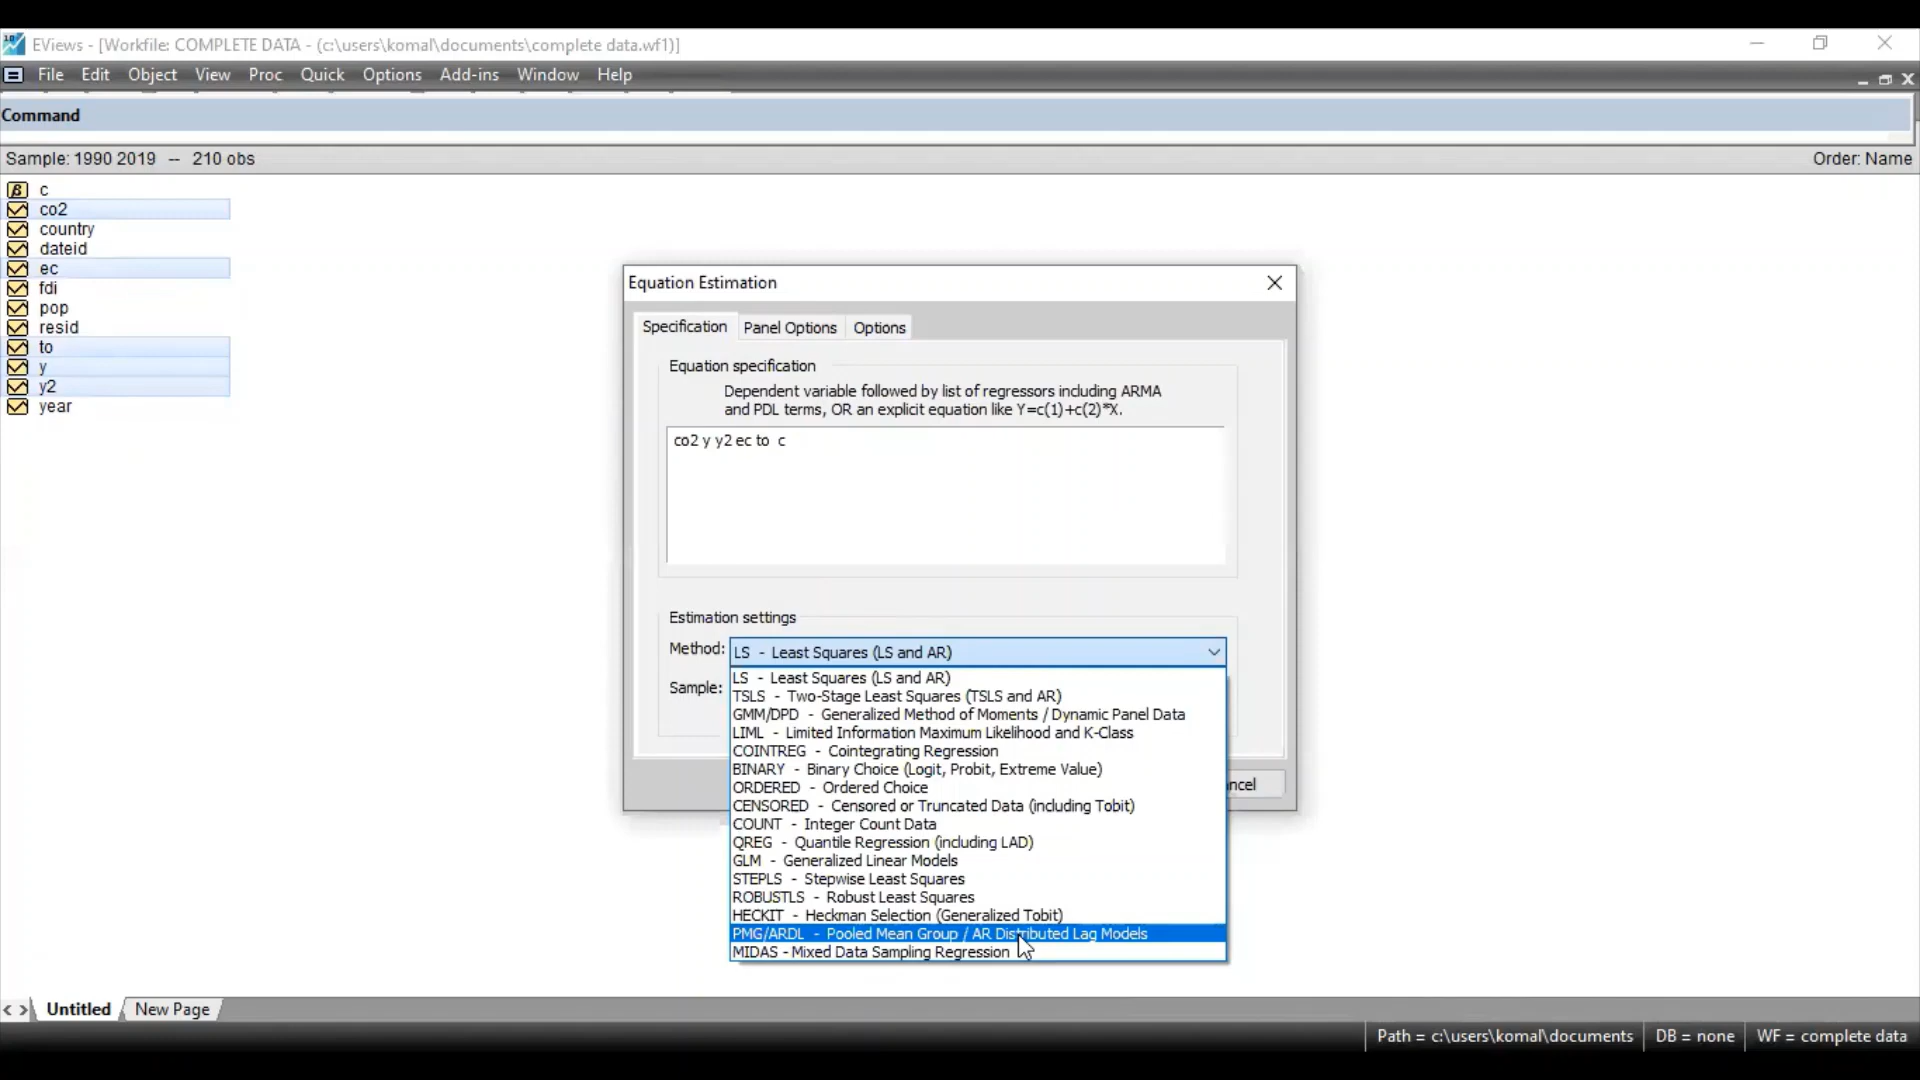 EViews - [Workfile: COMPLETE DATA - (c:\users\komal\documents\complete data.wf1)]
File Edit Object View Proc Quick Options Add-ins Window Help
Command
Sample: 1990 2019 -- 210 obs
Order: Name
β c
co2
country
dateid
ec
fdi
pop
resid
to
y
y2
year
Equation Estimation
Specification Panel Options Options
Equation specification
Dependent variable followed by list of regressors including ARMA
and PDL terms, OR an explicit equation like Y=c(1)+c(2)*X.
co2 y y2 ec to  c
Estimation settings
Method: LS - Least Squares (LS and AR)
Sample:
LS - Least Squares (LS and AR)
TSLS - Two-Stage Least Squares (TSLS and AR)
GMM/DPD - Generalized Method of Moments / Dynamic Panel Data
LIML - Limited Information Maximum Likelihood and K-Class
COINTREG - Cointegrating Regression
BINARY - Binary Choice (Logit, Probit, Extreme Value)
ORDERED - Ordered Choice
CENSORED - Censored or Truncated Data (including Tobit)
COUNT - Integer Count Data
QREG - Quantile Regression (including LAD)
GLM - Generalized Linear Models
STEPLS - Stepwise Least Squares
ROBUSTLS - Robust Least Squares
HECKIT - Heckman Selection (Generalized Tobit)
PMG/ARDL - Pooled Mean Group / AR Distributed Lag Models
MIDAS - Mixed Data Sampling Regression
ncel
Untitled New Page
Path = c:\users\komal\documents DB = none WF = complete data